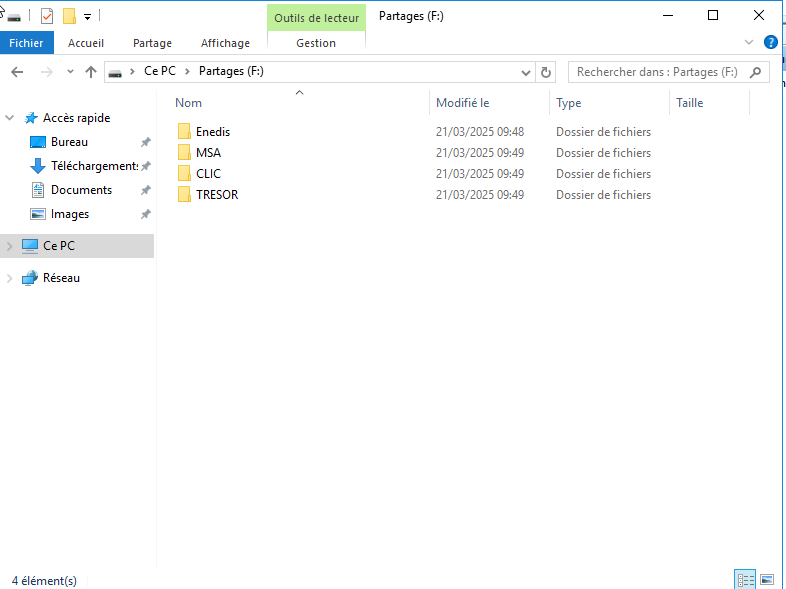 Outils de lecteur Partages (F:)
Fichier Accueil Partage Affichage Gestion
Ce PC Partages (F:) Rechercher dans : Partages (F:)
Nom Modifié le Type Taille
Accès rapide
Bureau
Téléchargements
Documents
Images
Ce PC
Réseau
Enedis 21/03/2025 09:48 Dossier de fichiers
MSA 21/03/2025 09:49 Dossier de fichiers
CLIC 21/03/2025 09:49 Dossier de fichiers
TRESOR 21/03/2025 09:49 Dossier de fichiers
4 élément(s)